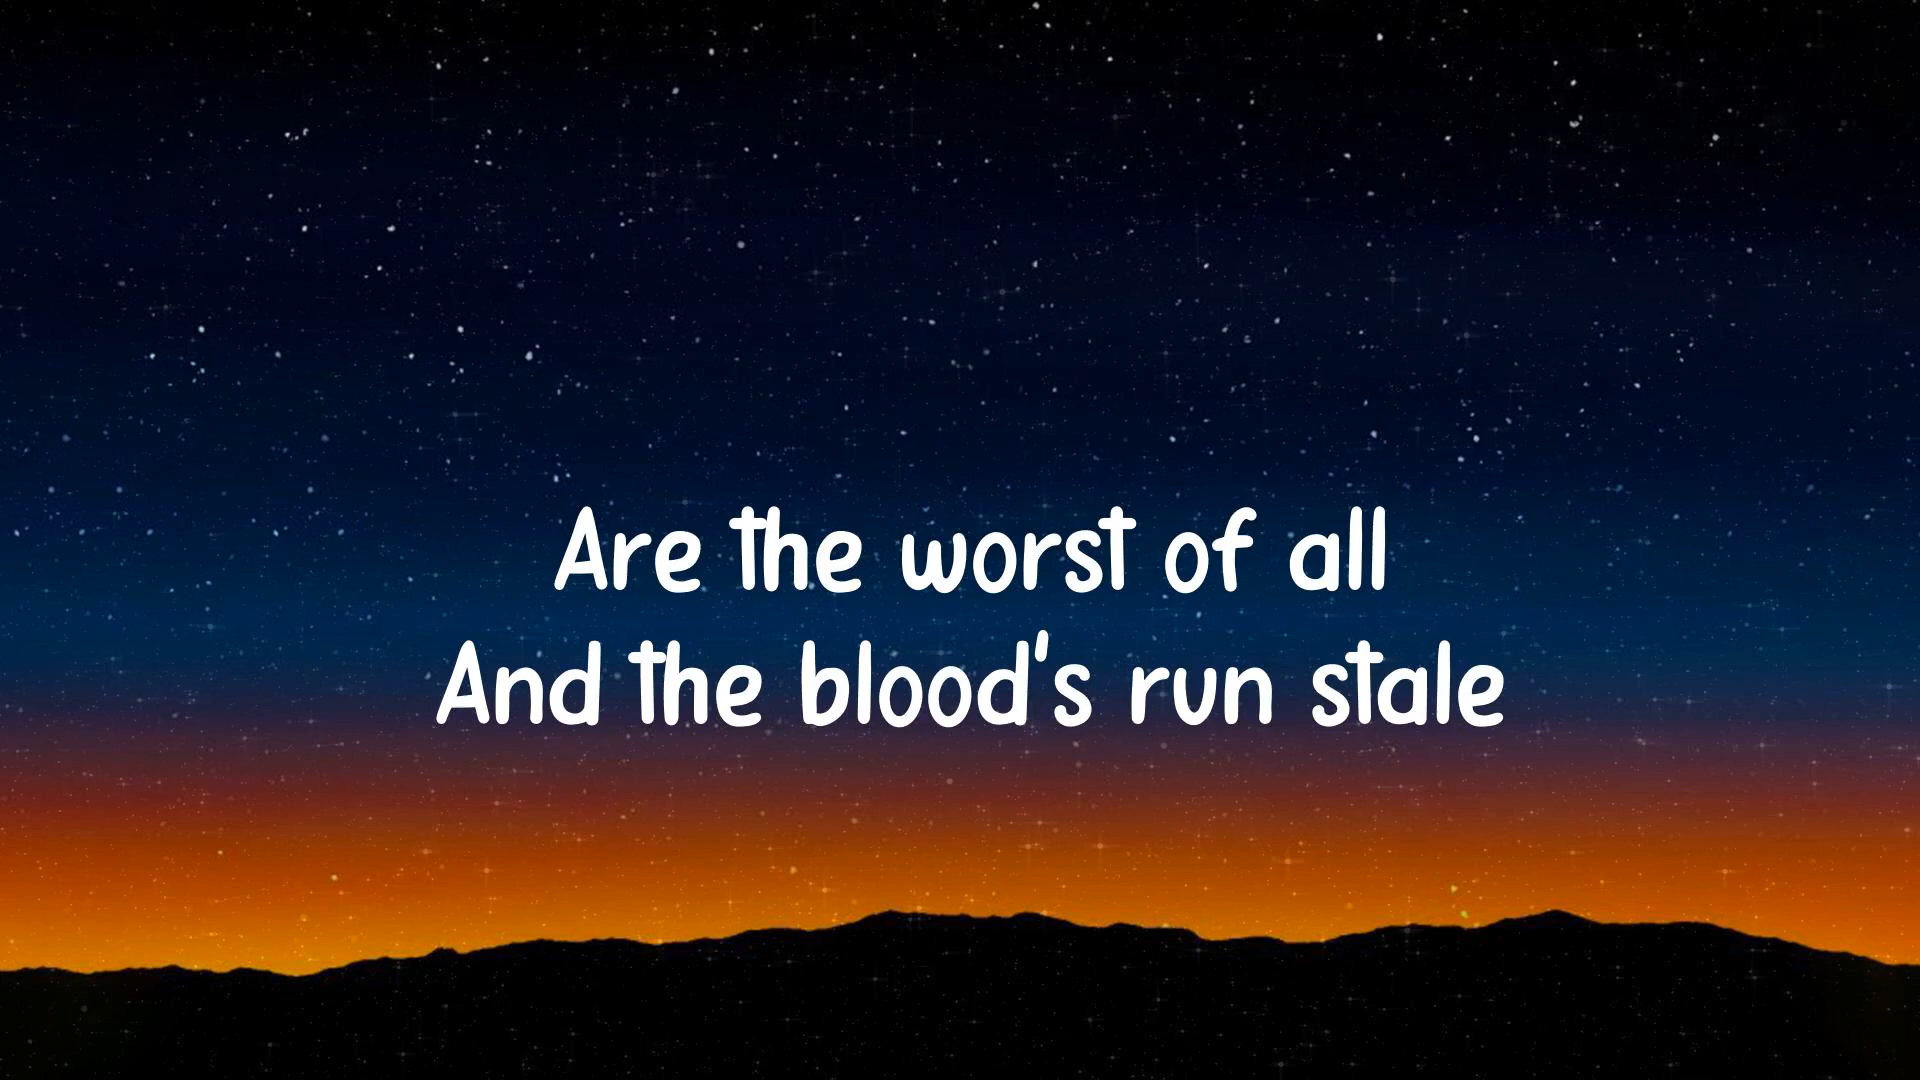 Are the worst of all
And the blood's run stale